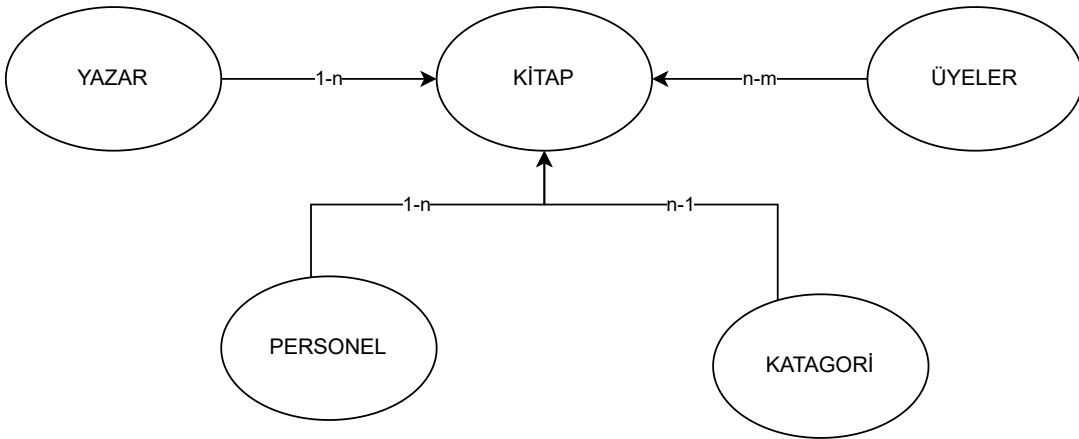 YAZAR
1-n
KİTAP
n-m
ÜYELER
1-n
n-1
PERSONEL
KATAGORİ